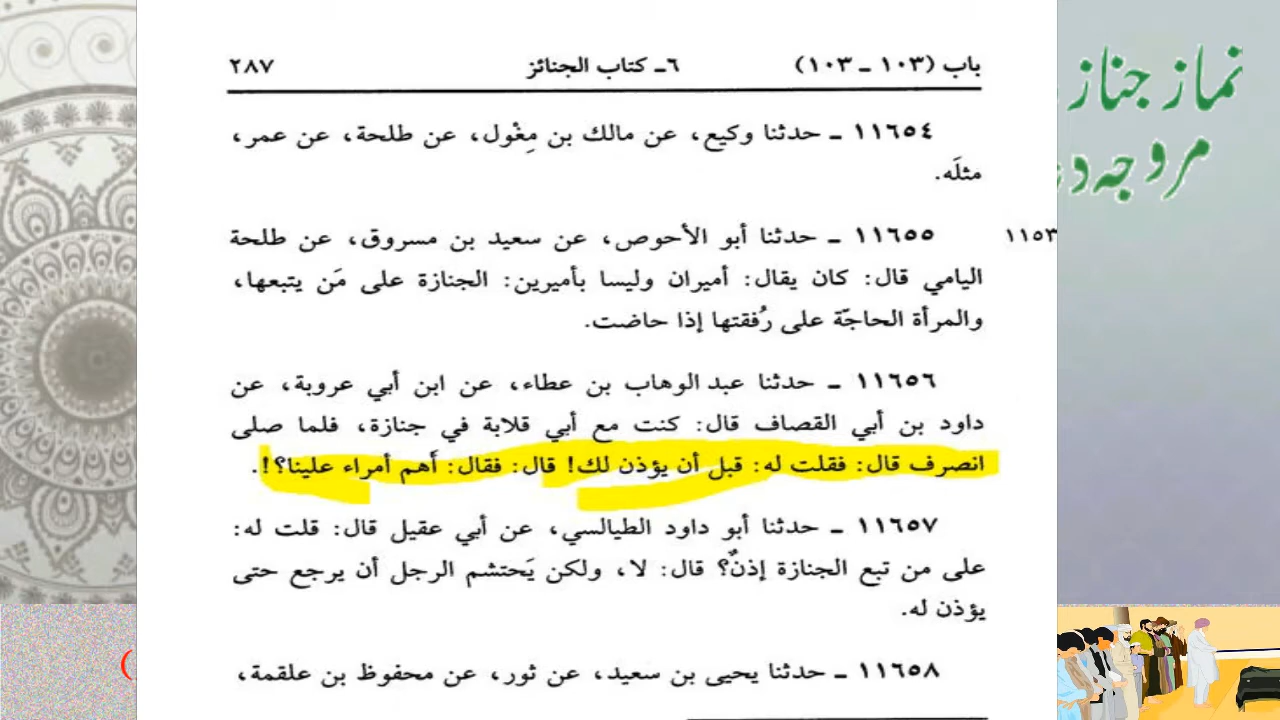 باب (١٠٣ ـ ١٠٣) ٦ـ كتاب الجنائز ٢٨٧
١١٦٥٤ ـ حدثنا وكيع، عن مالك بن مِغْول، عن طلحة، عن عمر،
مثلَه.
١١٥٣
١١٦٥٥ ـ حدثنا أبو الأحوص، عن سعيد بن مسروق، عن طلحة
اليامي قال: كان يقال: أميران وليسا بأميرين: الجنازة على مَن يتبعها،
والمرأة الحاجّة على رُفقتها إذا حاضت.
١١٦٥٦ ـ حدثنا عبد الوهاب بن عطاء، عن ابن أبي عروبة، عن
داود بن أبي القصاف قال: كنت مع أبي قلابة في جنازة، فلما صلى
انصرف قال: فقلت له: قبل أن يؤذن لك! قال: فقال: أهم أمراء علينا؟!.
١١٦٥٧ ـ حدثنا أبو داود الطيالسي، عن أبي عقيل قال: قلت له:
على من تبع الجنازة إذنٌ؟ قال: لا، ولكن يَحتشم الرجل أن يرجع حتى
يؤذن له.
١١٦٥٨ ـ حدثنا يحيى بن سعيد، عن ثور، عن محفوظ بن علقمة،
نماز جناز
مروجہ د
(